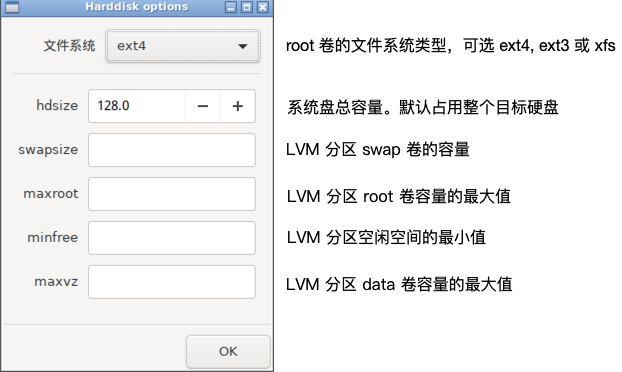 Harddisk options
文件系统 ext4 root 卷的文件系统类型，可选 ext4, ext3 或 xfs
hdsize 128.0 − + 系统盘总容量。默认占用整个目标硬盘
swapsize LVM 分区 swap 卷的容量
maxroot LVM 分区 root 卷容量的最大值
minfree LVM 分区空闲空间的最小值
maxvz LVM 分区 data 卷容量的最大值
OK